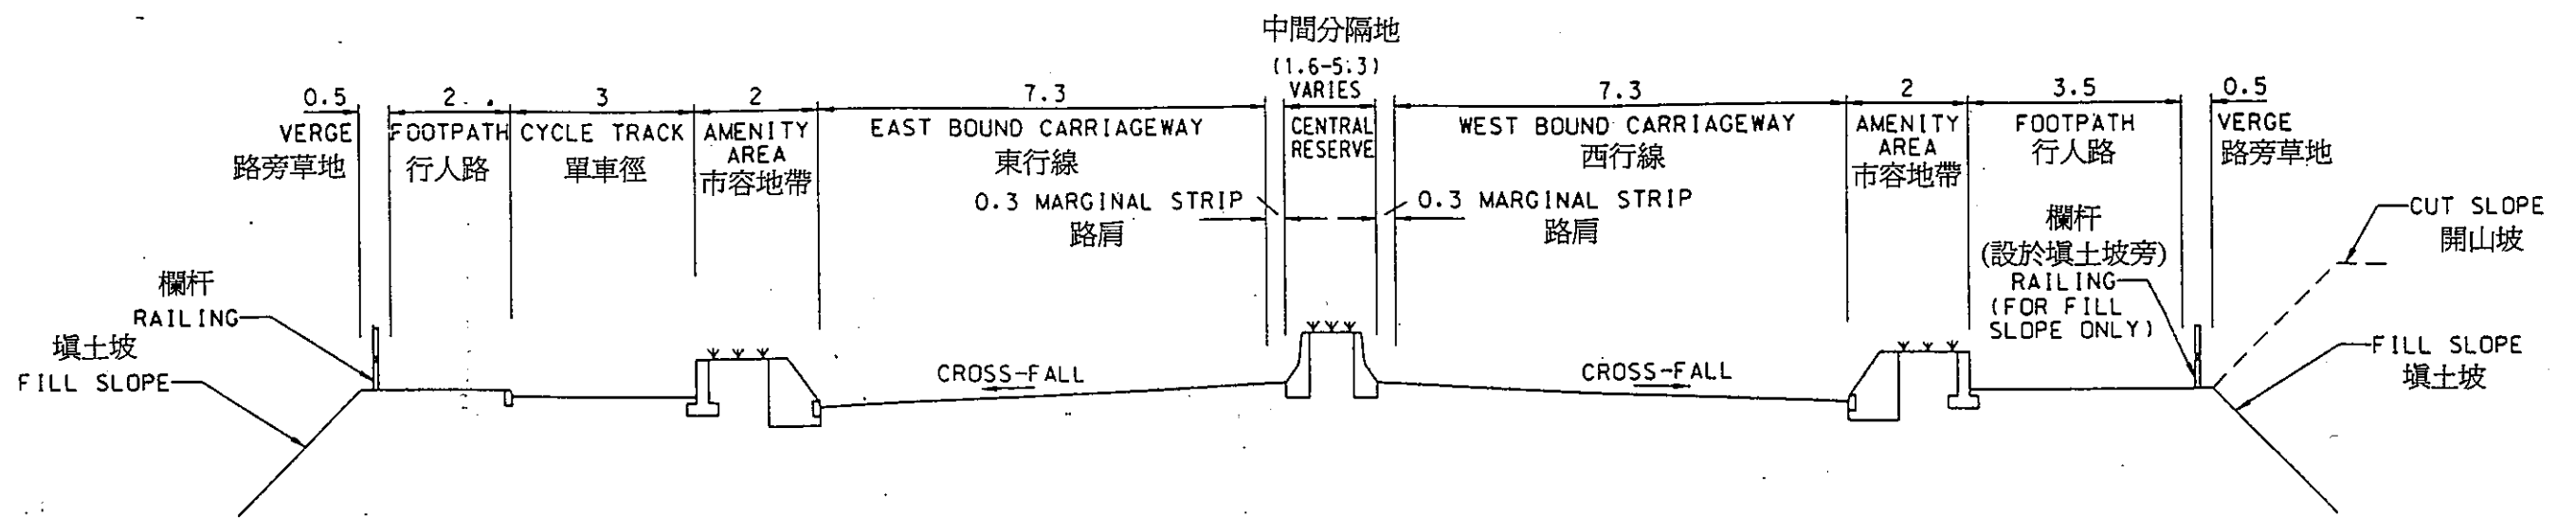 中間分隔地
(1.6-5.3)
VARIES
0.5
2
3
2
7.3
7.3
2
3.5
0.5
VERGE
路旁草地
FOOTPATH
行人路
CYCLE TRACK
單車徑
AMENITY
AREA
市容地帶
EAST BOUND CARRIAGEWAY
東行線
CENTRAL
RESERVE
WEST BOUND CARRIAGEWAY
西行線
AMENITY
AREA
市容地帶
FOOTPATH
行人路
VERGE
路旁草地
0.3 MARGINAL STRIP
路肩
0.3 MARGINAL STRIP
路肩
欄杆
RAILING
填土坡
FILL SLOPE
CROSS-FALL
CROSS-FALL
欄杆
(設於填土坡旁)
RAILING
(FOR FILL
SLOPE ONLY)
CUT SLOPE
開山坡
FILL SLOPE
填土坡